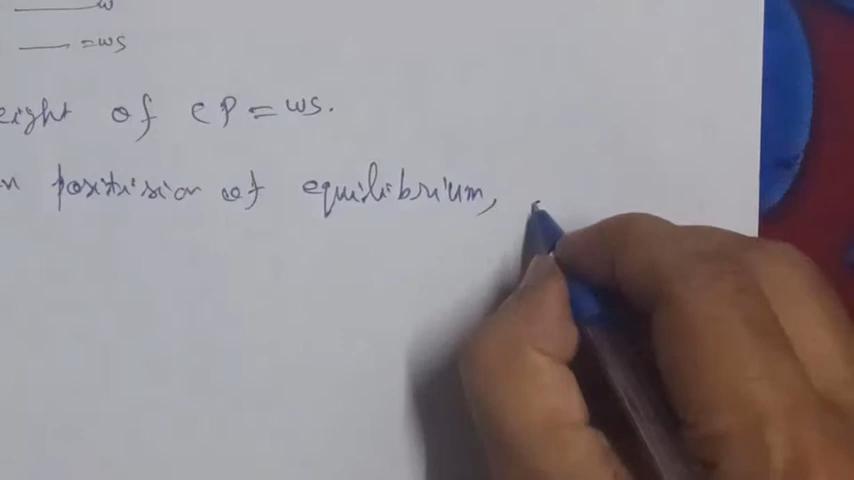 w
= ws
eight of CP = ws.
n position of equilibrium,